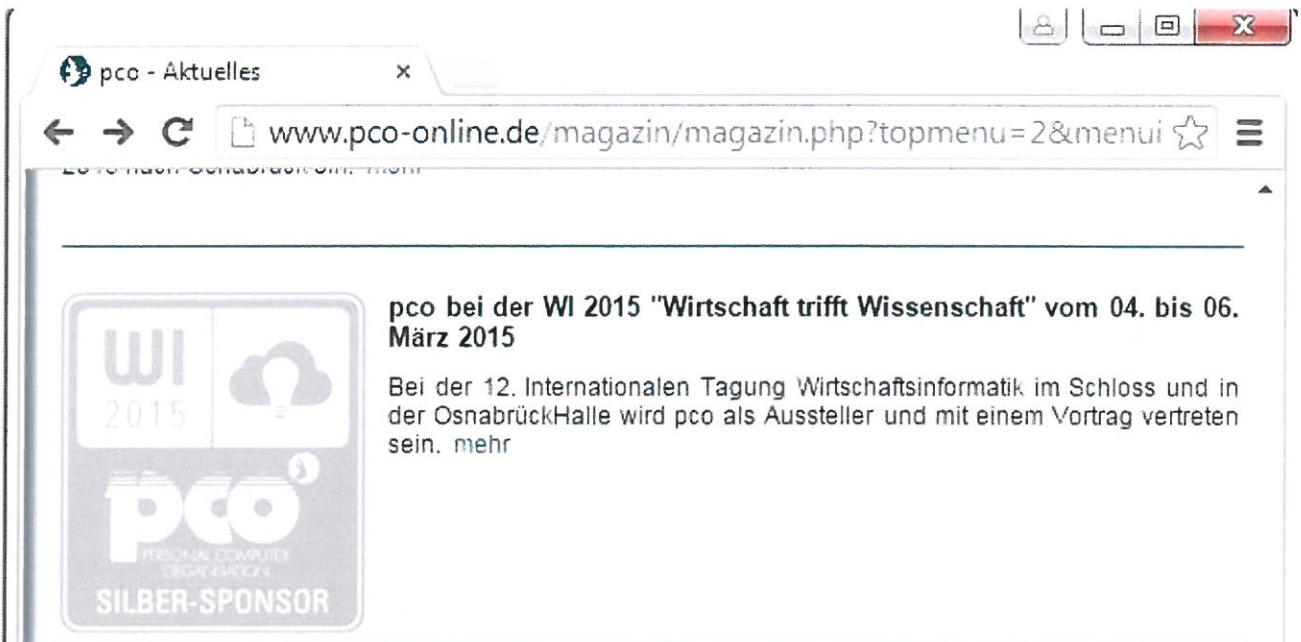 pco - Aktuelles
www.pco-online.de/magazin/magazin.php?topmenu=2&menui
mehr
pco bei der WI 2015 "Wirtschaft trifft Wissenschaft" vom 04. bis 06.
März 2015
Bei der 12. Internationalen Tagung Wirtschaftsinformatik im Schloss und in
der OsnabrückHalle wird pco als Aussteller und mit einem Vortrag vertreten
sein. mehr
WI
2015
pco
PERSONAL COMPUTER
ORGANISATION
SILBER-SPONSOR